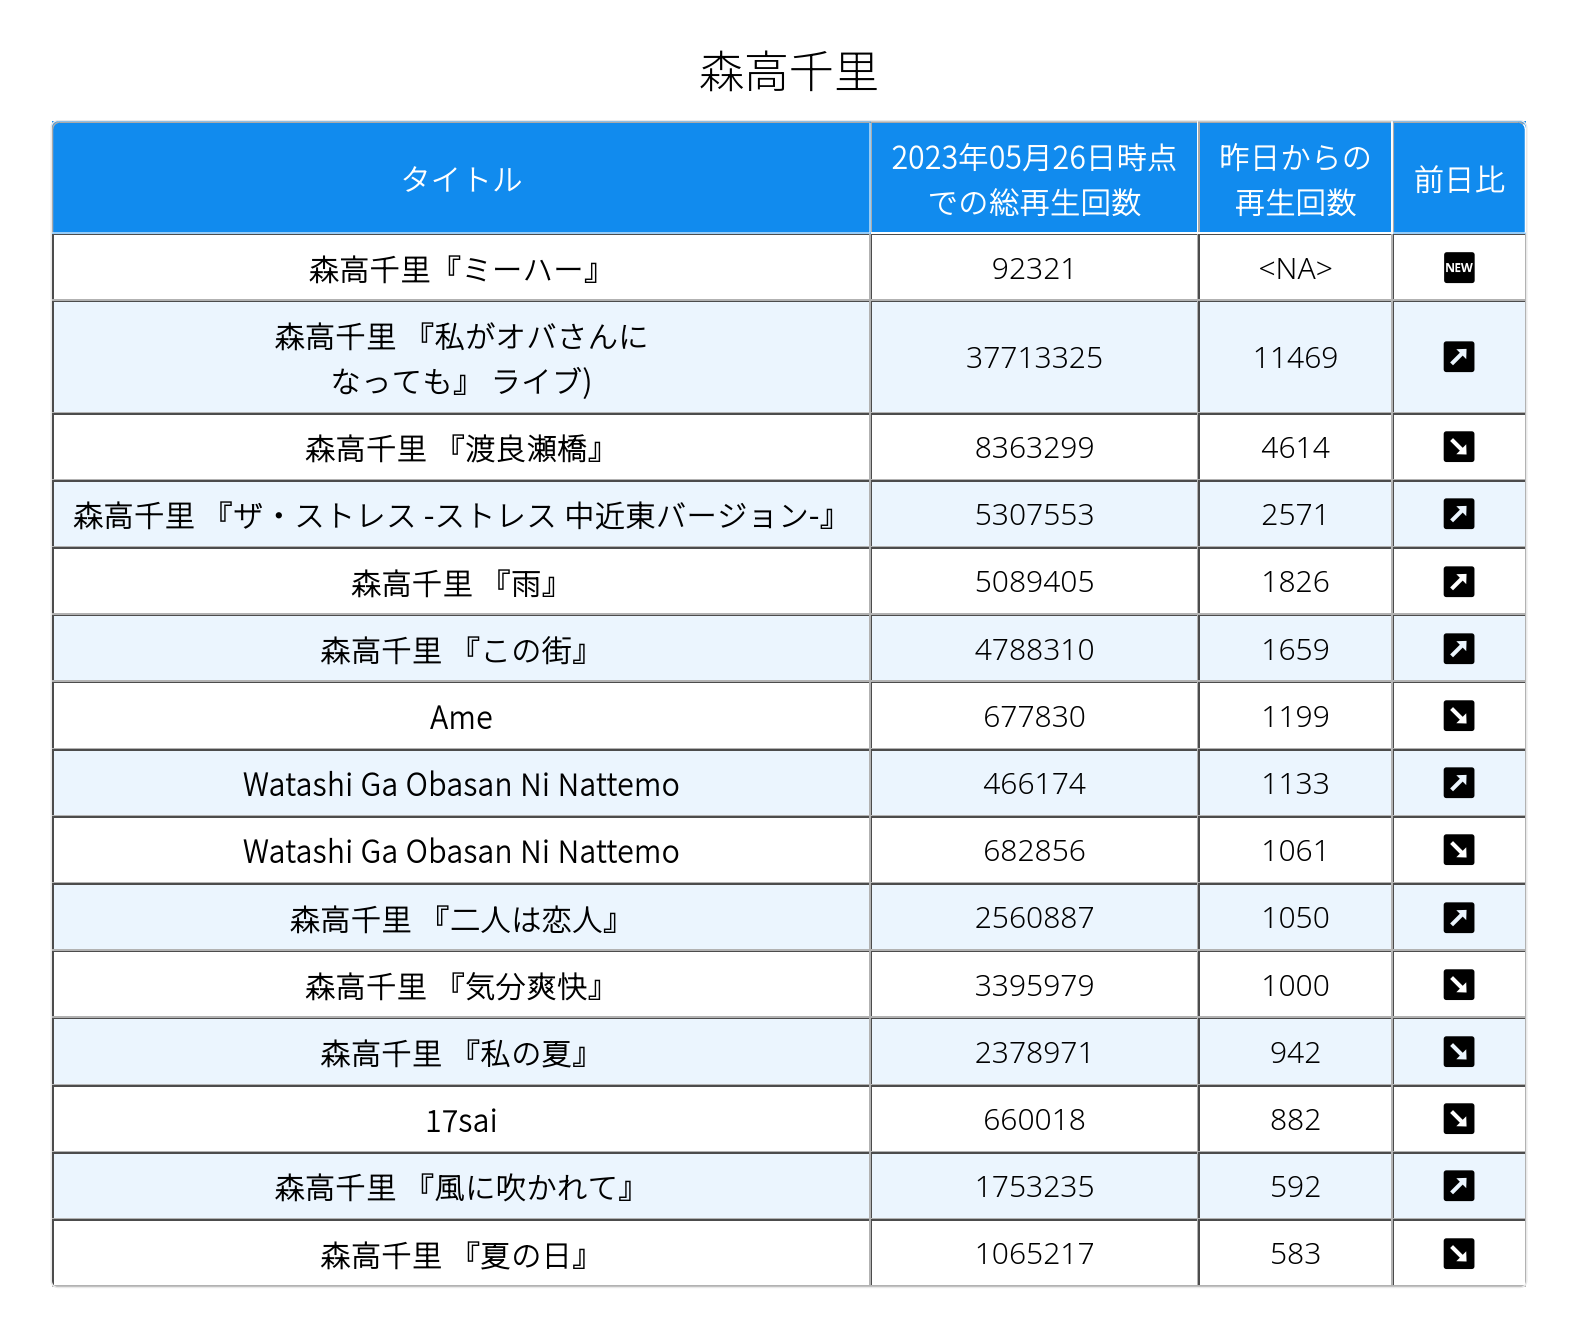 森高千里
タイトル
2023年05月26日時点
での総再生回数
昨日からの
再生回数
前日比
森高千里『ミーハー』 92321 <NA> NEW
森高千里 『私がオバさんに
なっても』 ライブ) 37713325 11469
森高千里 『渡良瀬橋』 8363299 4614
森高千里 『ザ・ストレス -ストレス 中近東バージョン-』 5307553 2571
森高千里 『雨』 5089405 1826
森高千里 『この街』 4788310 1659
Ame 677830 1199
Watashi Ga Obasan Ni Nattemo 466174 1133
Watashi Ga Obasan Ni Nattemo 682856 1061
森高千里 『二人は恋人』 2560887 1050
森高千里 『気分爽快』 3395979 1000
森高千里 『私の夏』 2378971 942
17sai 660018 882
森高千里 『風に吹かれて』 1753235 592
森高千里 『夏の日』 1065217 583